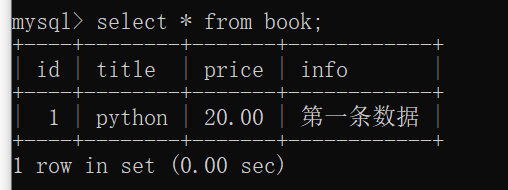 mysql> select * from book;
+----+--------+-------+------------+
| id | title  | price | info       |
+----+--------+-------+------------+
|  1 | python | 20.00 | 第一条数据 |
+----+--------+-------+------------+
1 row in set (0.00 sec)